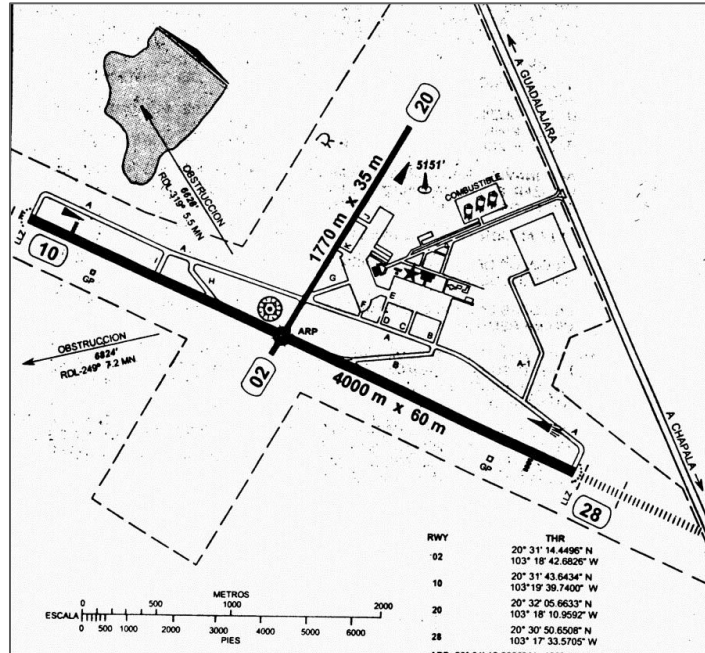 20
5151'
A GUADALAJARA
COMBUSTIBLE
OBSTRUCCION
6626'
RDL-319° 5.5 MN
1770 m x 35 m
A
J
K
LLZ
10
GP
A
H
G
F
E
D
C
B
A
ARP
B
A-1
OBSTRUCCION
6824'
RDL-249° 7.2 MN
02
4000 m x 60 m
A
A CHAPALA
GP
LLZ
28
RWY THR
02 20° 31' 14.4496" N
103° 18' 42.6826" W
10 20° 31' 43.6434" N
103° 19' 39.7400" W
20 20° 32' 05.6633" N
103° 18' 10.9592" W
28 20° 30' 50.6508" N
103° 17' 33.5705" W
METROS
0 500 1000 2000
ESCALA
0 500 1000 2000 3000 4000 5000 6000
PIES